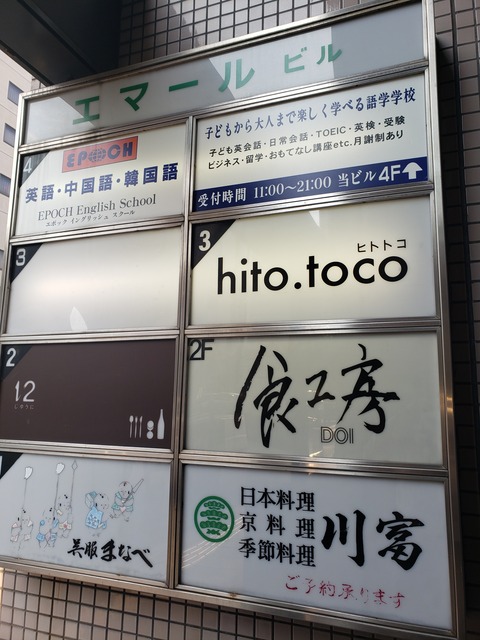 エマール ビル
4
EPOCH
英語・中国語・韓国語
EPOCH English School
エポック イングリッシュ スクール
子どもから大人まで楽しく学べる語学学校
子ども英会話・日常会話・TOEIC・英検・受験
ビジネス・留学・おもてなし講座etc.月謝制あり
受付時間 11:00～21:00 当ビル4F↑
3
3
ヒトトコ
hito.toco
2
12
じゅうに
2F
食工房
DOI
1
呉服まなべ
日本料理
京料理
季節料理
川富
ご予約承ります